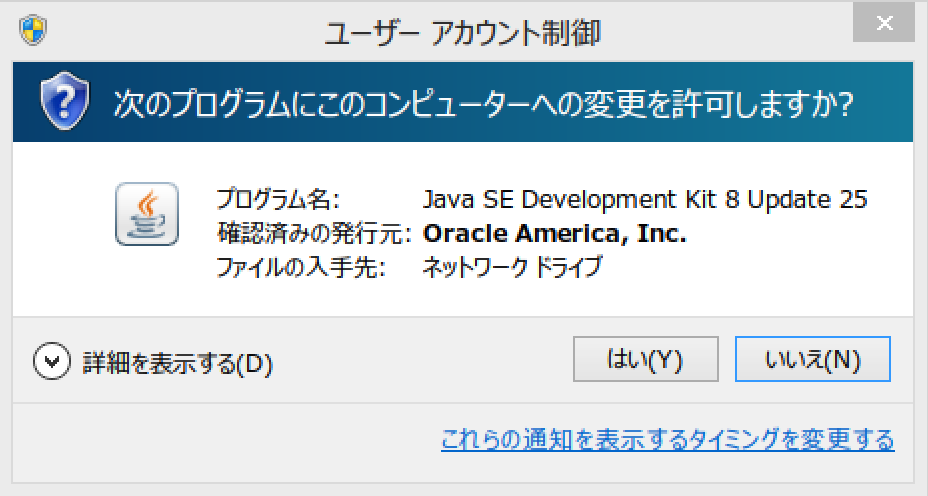 ユーザー アカウント制御
次のプログラムにこのコンピューターへの変更を許可しますか?
プログラム名: Java SE Development Kit 8 Update 25
確認済みの発行元: Oracle America, Inc.
ファイルの入手先: ネットワーク ドライブ
詳細を表示する(D) はい(Y) いいえ(N)
これらの通知を表示するタイミングを変更する